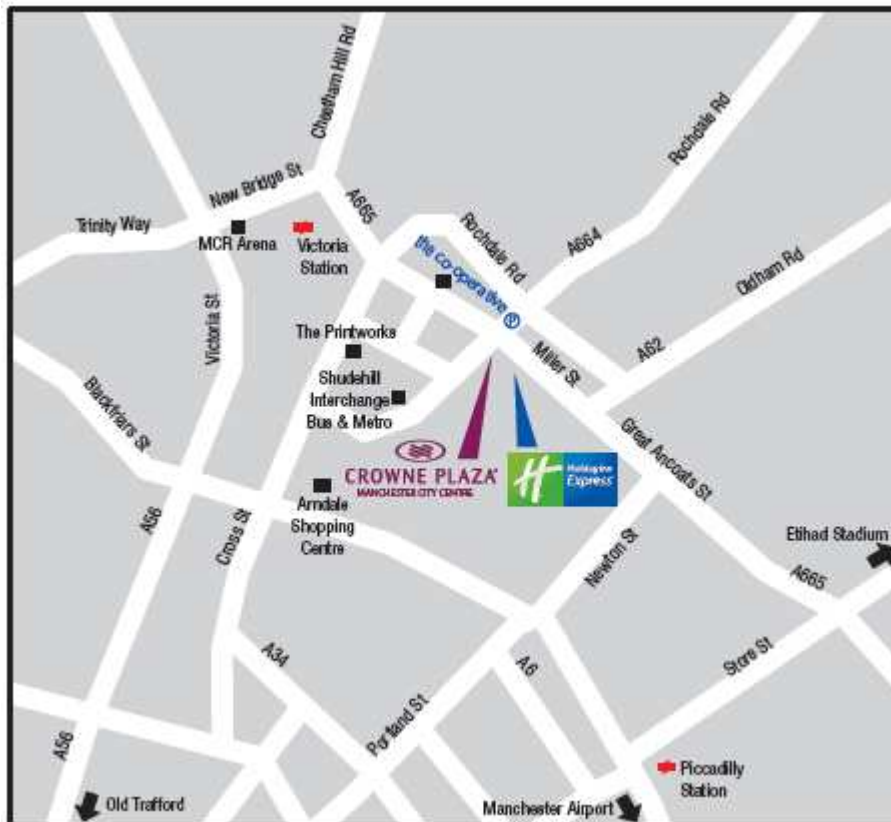 Cheetham Hill Rd
New Bridge St
Trinity Way
MCR Arena
Victoria
Station
A665
Rochdale Rd
Rochdale Rd
A664
Oldham Rd
A62
the co-operative
Victoria St
The Printworks
Shudehill
Interchange
Bus & Metro
Miller St
Blackfriars St
CROWNE PLAZA
MANCHESTER CITY CENTRE
H
Holiday Inn
Express
Great Ancoats St
A56
Cross St
Arndale
Shopping
Centre
Newton St
Etihad Stadium
A665
A34
A6
Store St
Portland St
A56
Old Trafford
Manchester Airport
Piccadilly
Station